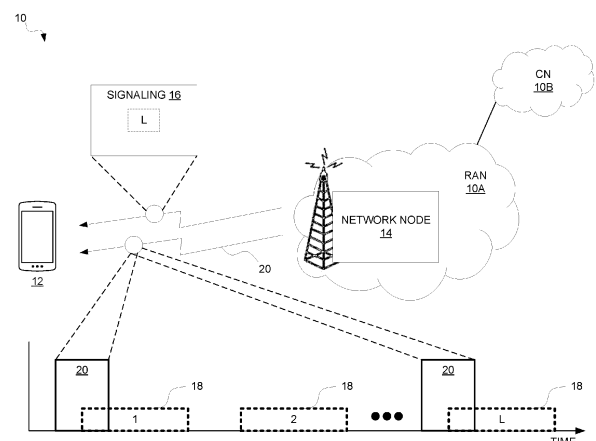 10
CN
10B
SIGNALING 16
L
RAN
10A
NETWORK NODE
14
20
12
20
20
18
18
18
1
2
L
TIME